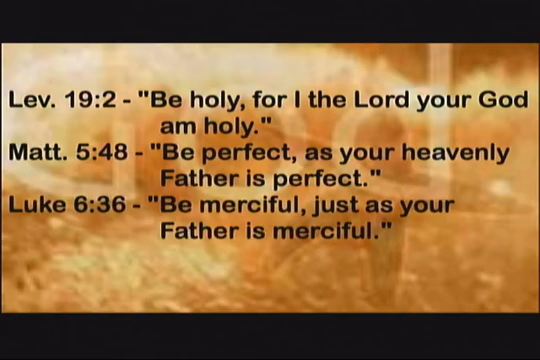 Lev. 19:2 - "Be holy, for I the Lord your God
am holy."
Matt. 5:48 - "Be perfect, as your heavenly
Father is perfect."
Luke 6:36 - "Be merciful, just as your
Father is merciful."